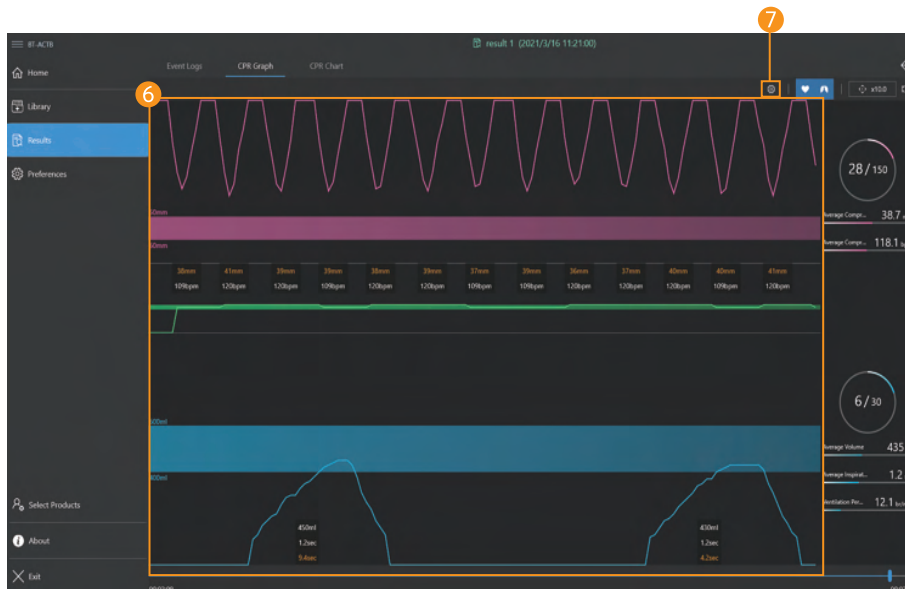 7
BT-ACTB
result 1 (2021/3/16 11:21:00)
Home
Event Logs
CPR Graph
CPR Chart
6
x10.0
Library
Results
Preferences
28/150
Average Compr... 38.7
Average Compr... 118.1
60mm
38mm 41mm 39mm 39mm 38mm 39mm 37mm 39mm 36mm 37mm 40mm 40mm 41mm
109bpm 120bpm 120bpm 109bpm 120bpm 120bpm 109bpm 120bpm 120bpm 120bpm 120bpm 109bpm 120bpm
6/30
Average Volume 435
Average Inspirat... 1.2
Ventilation Per... 12.1
450ml 430ml
1.2sec 1.2sec
9.4sec 4.2sec
Select Products
About
Exit